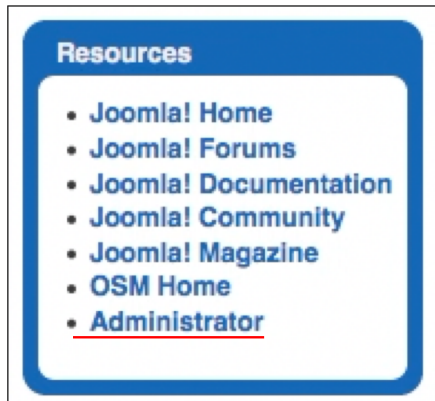 Resources
Joomla! Home
Joomla! Forums
Joomla! Documentation
Joomla! Community
Joomla! Magazine
OSM Home
Administrator